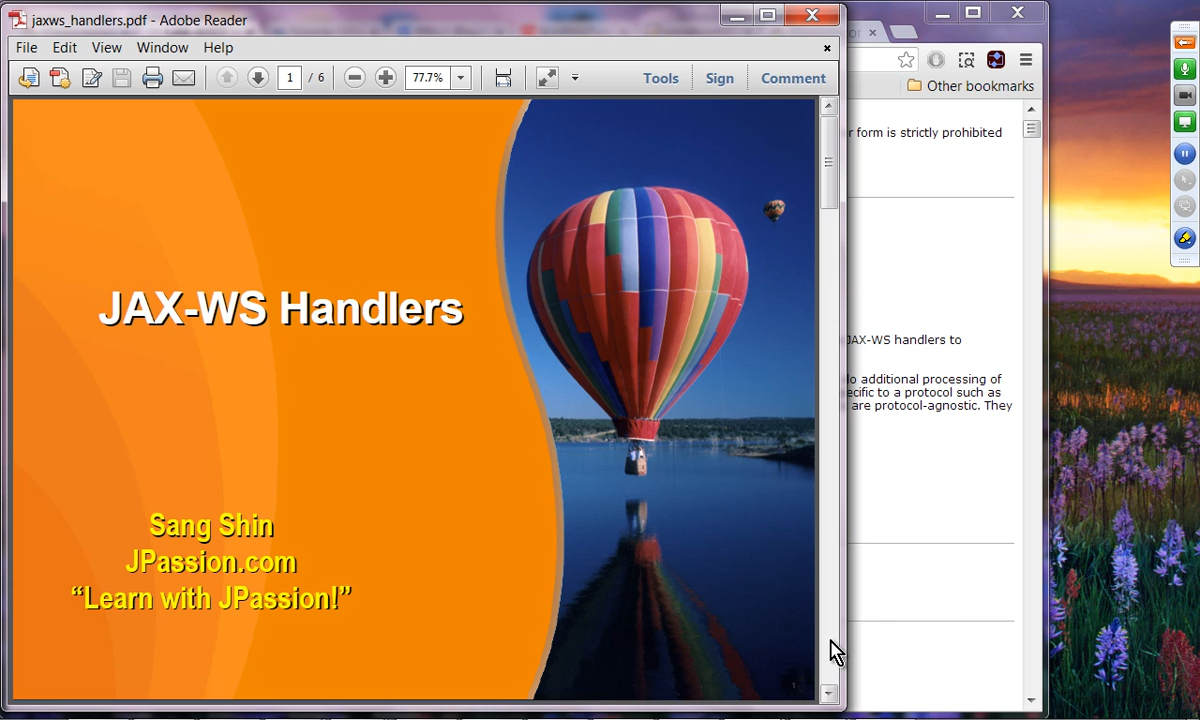 jaxws_handlers.pdf - Adobe Reader
File Edit View Window Help
1 / 6
77.7%
Tools Sign Comment
JAX-WS Handlers
Sang Shin
JPassion.com
“Learn with JPassion!”
Other bookmarks
form is strictly prohibited
JAX-WS handlers to
additional processing of
to a protocol such as
are protocol-agnostic. They